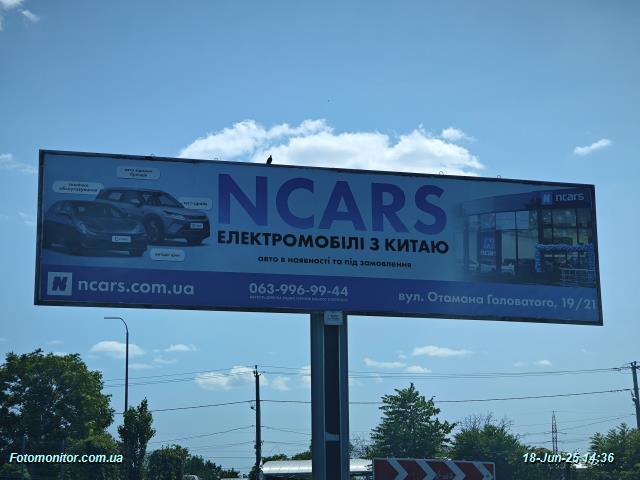 NCARS
ЕЛЕКТРОМОБІЛІ З КИТАЮ
авто в наявності та під замовлення
ncars
N ncars.com.ua
063-996-99-44
вул. Отамана Головатого, 19/21
Fotomonitor.com.ua
18-Jun-25 14:36